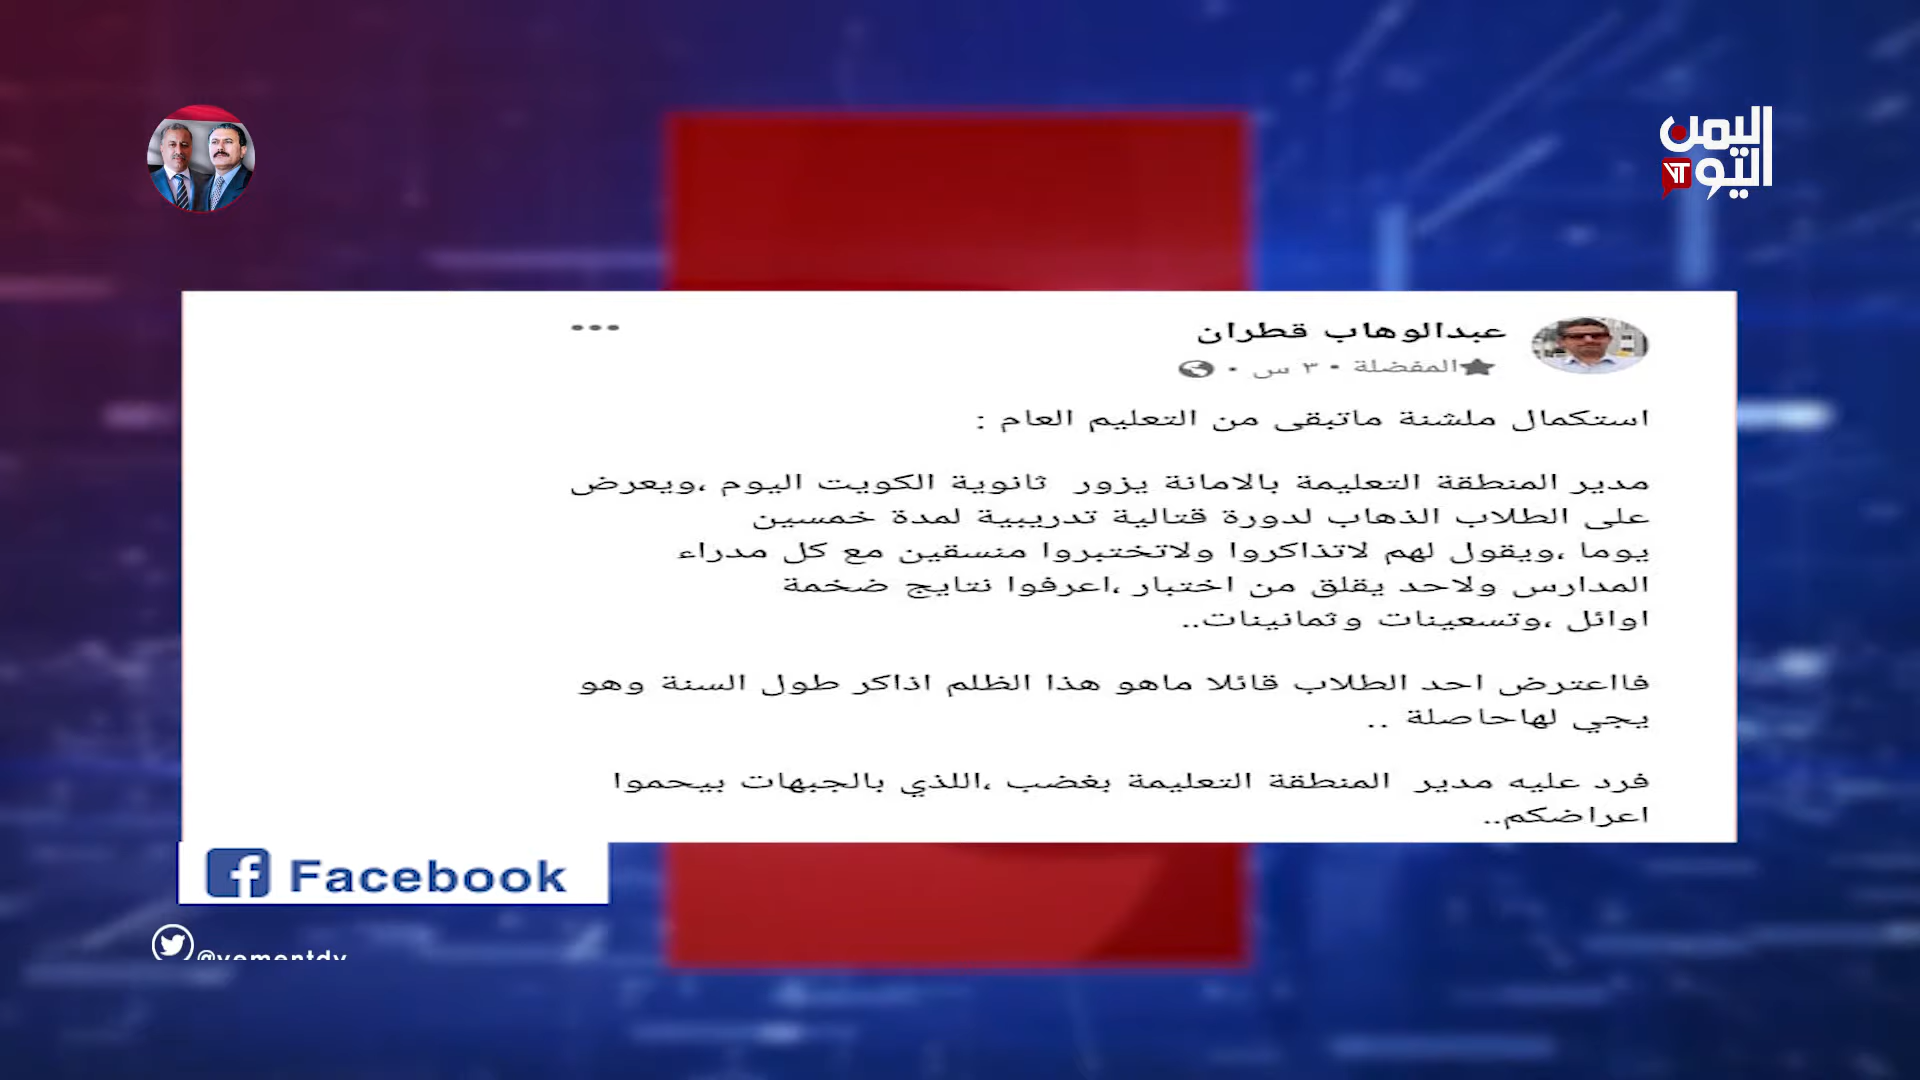 اليمن
اليوم
YT
عبدالوهاب قطران
المفضلة • ٣ س •
استكمال ملشنة ماتبقى من التعليم العام :
مدير المنطقة التعليمة بالامانة يزور ثانوية الكويت اليوم ،ويعرض
على الطلاب الذهاب لدورة قتالية تدريبية لمدة خمسين
يوما ،ويقول لهم لاتذاكروا ولاتختبروا منسقين مع كل مدراء
المدارس ولاحد يقلق من اختبار ،اعرفوا نتايج ضخمة
اوائل ،وتسعينات وثمانينات..
فااعترض احد الطلاب قائلا ماهو هذا الظلم اذاكر طول السنة وهو
يجي لهاحاصلة ..
فرد عليه مدير المنطقة التعليمة بغضب ،اللذي بالجبهات بيحموا
اعراضكم..
Facebook
@yementdy